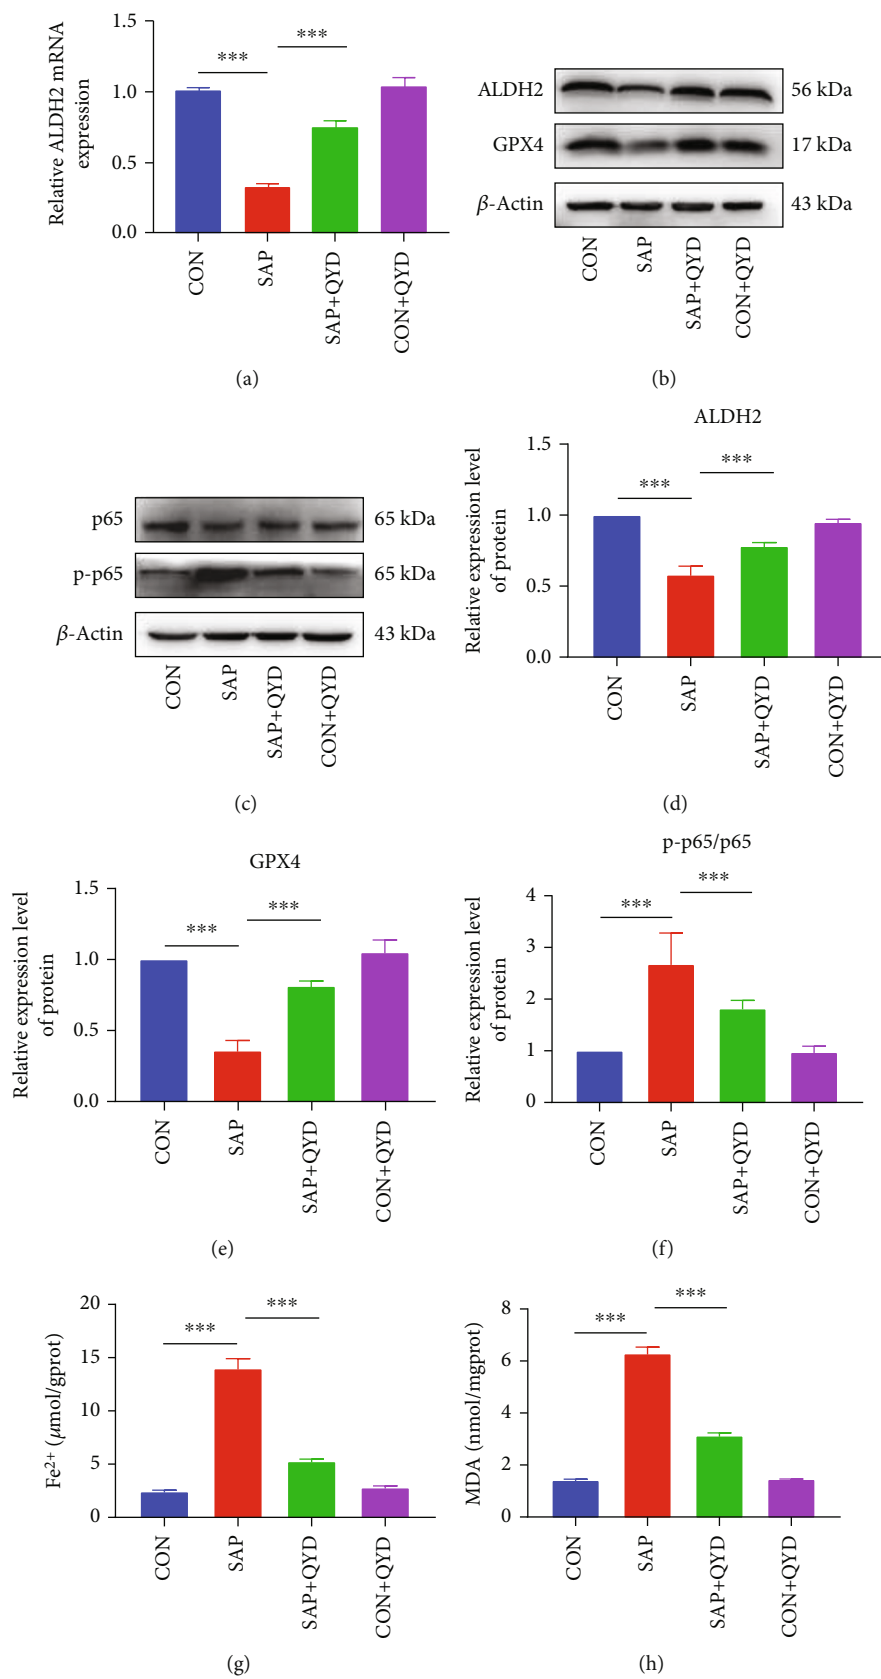 Relative ALDH2 mRNA
expression
1.5
1.0
0.5
0.0
***
***
CON
SAP
SAP+QYD
CON+QYD
(a)
ALDH2
56 kDa
GPX4
17 kDa
β-Actin
43 kDa
CON
SAP
SAP+QYD
CON+QYD
(b)
p65
65 kDa
p-p65
65 kDa
β-Actin
43 kDa
CON
SAP
SAP+QYD
CON+QYD
(c)
ALDH2
Relative expression level
of protein
1.5
1.0
0.5
0.0
***
***
CON
SAP
SAP+QYD
CON+QYD
(d)
GPX4
Relative expression level
of protein
1.5
1.0
0.5
0.0
***
***
CON
SAP
SAP+QYD
CON+QYD
(e)
p-p65/p65
Relative expression level
of protein
4
3
2
1
0
***
***
CON
SAP
SAP+QYD
CON+QYD
(f)
Fe²⁺ (μmol/gprot)
20
15
10
5
0
***
***
CON
SAP
SAP+QYD
CON+QYD
(g)
MDA (nmol/mgprot)
8
6
4
2
0
***
***
CON
SAP
SAP+QYD
CON+QYD
(h)